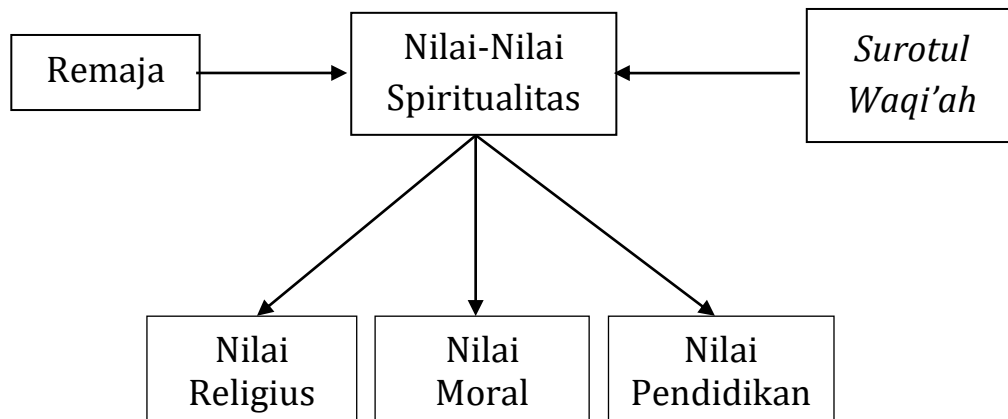 Remaja
Nilai-Nilai
Spiritualitas
Surotul
Waqi’ah
Nilai
Religius
Nilai
Moral
Nilai
Pendidikan